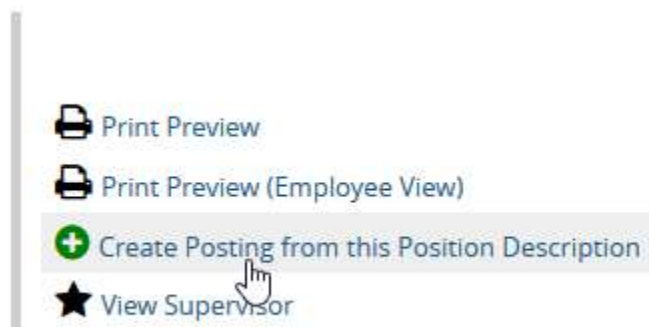 Print Preview
Print Preview (Employee View)
Create Posting from this Position Description
View Supervisor